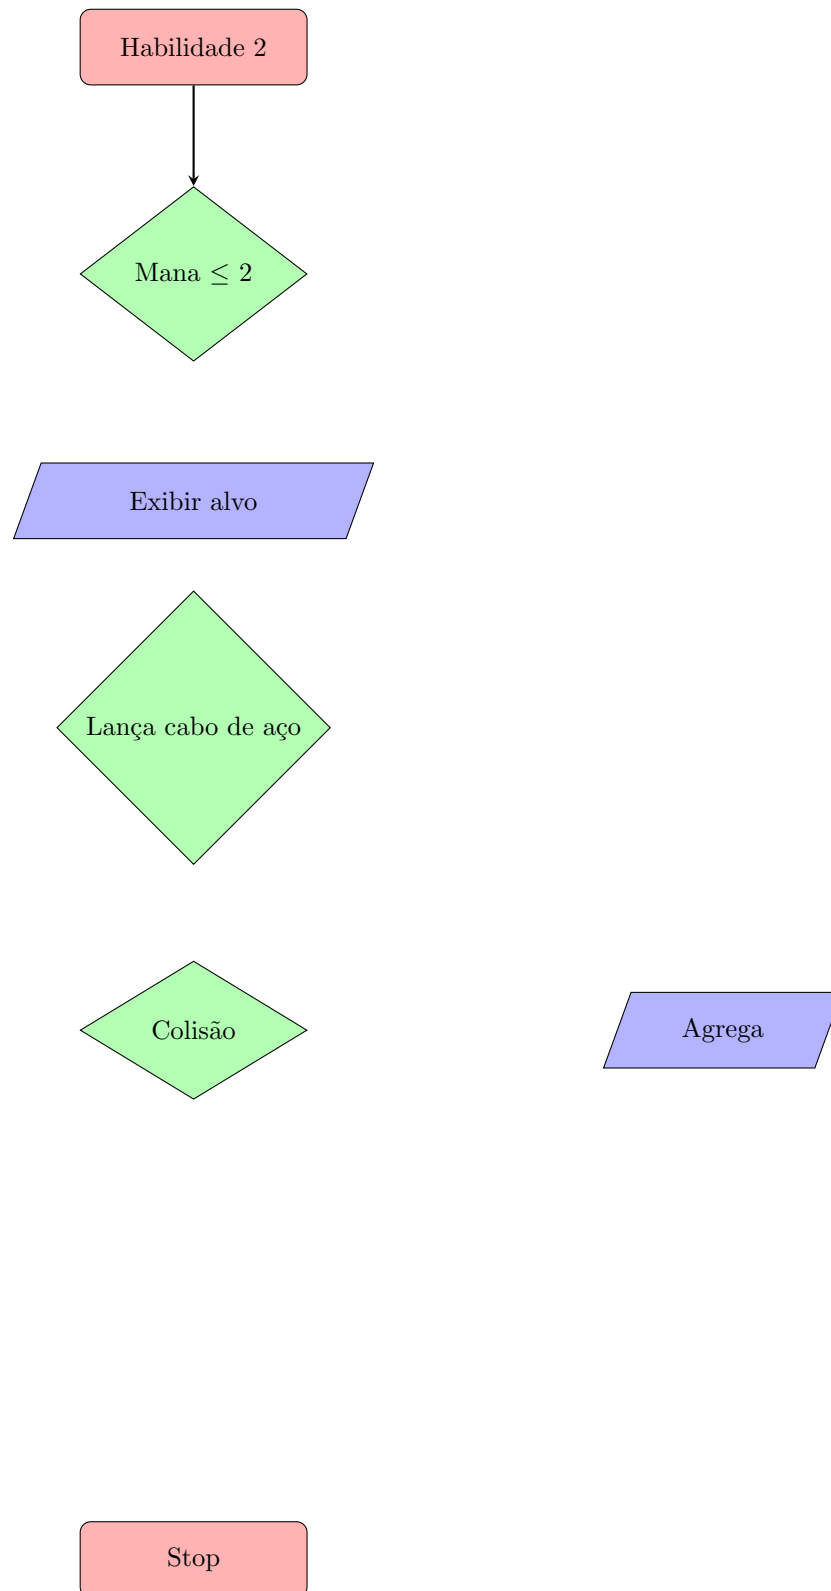 Habilidade 2
Mana ≤ 2
Exibir alvo
Lança cabo de aço
Colisão
Agrega
Stop